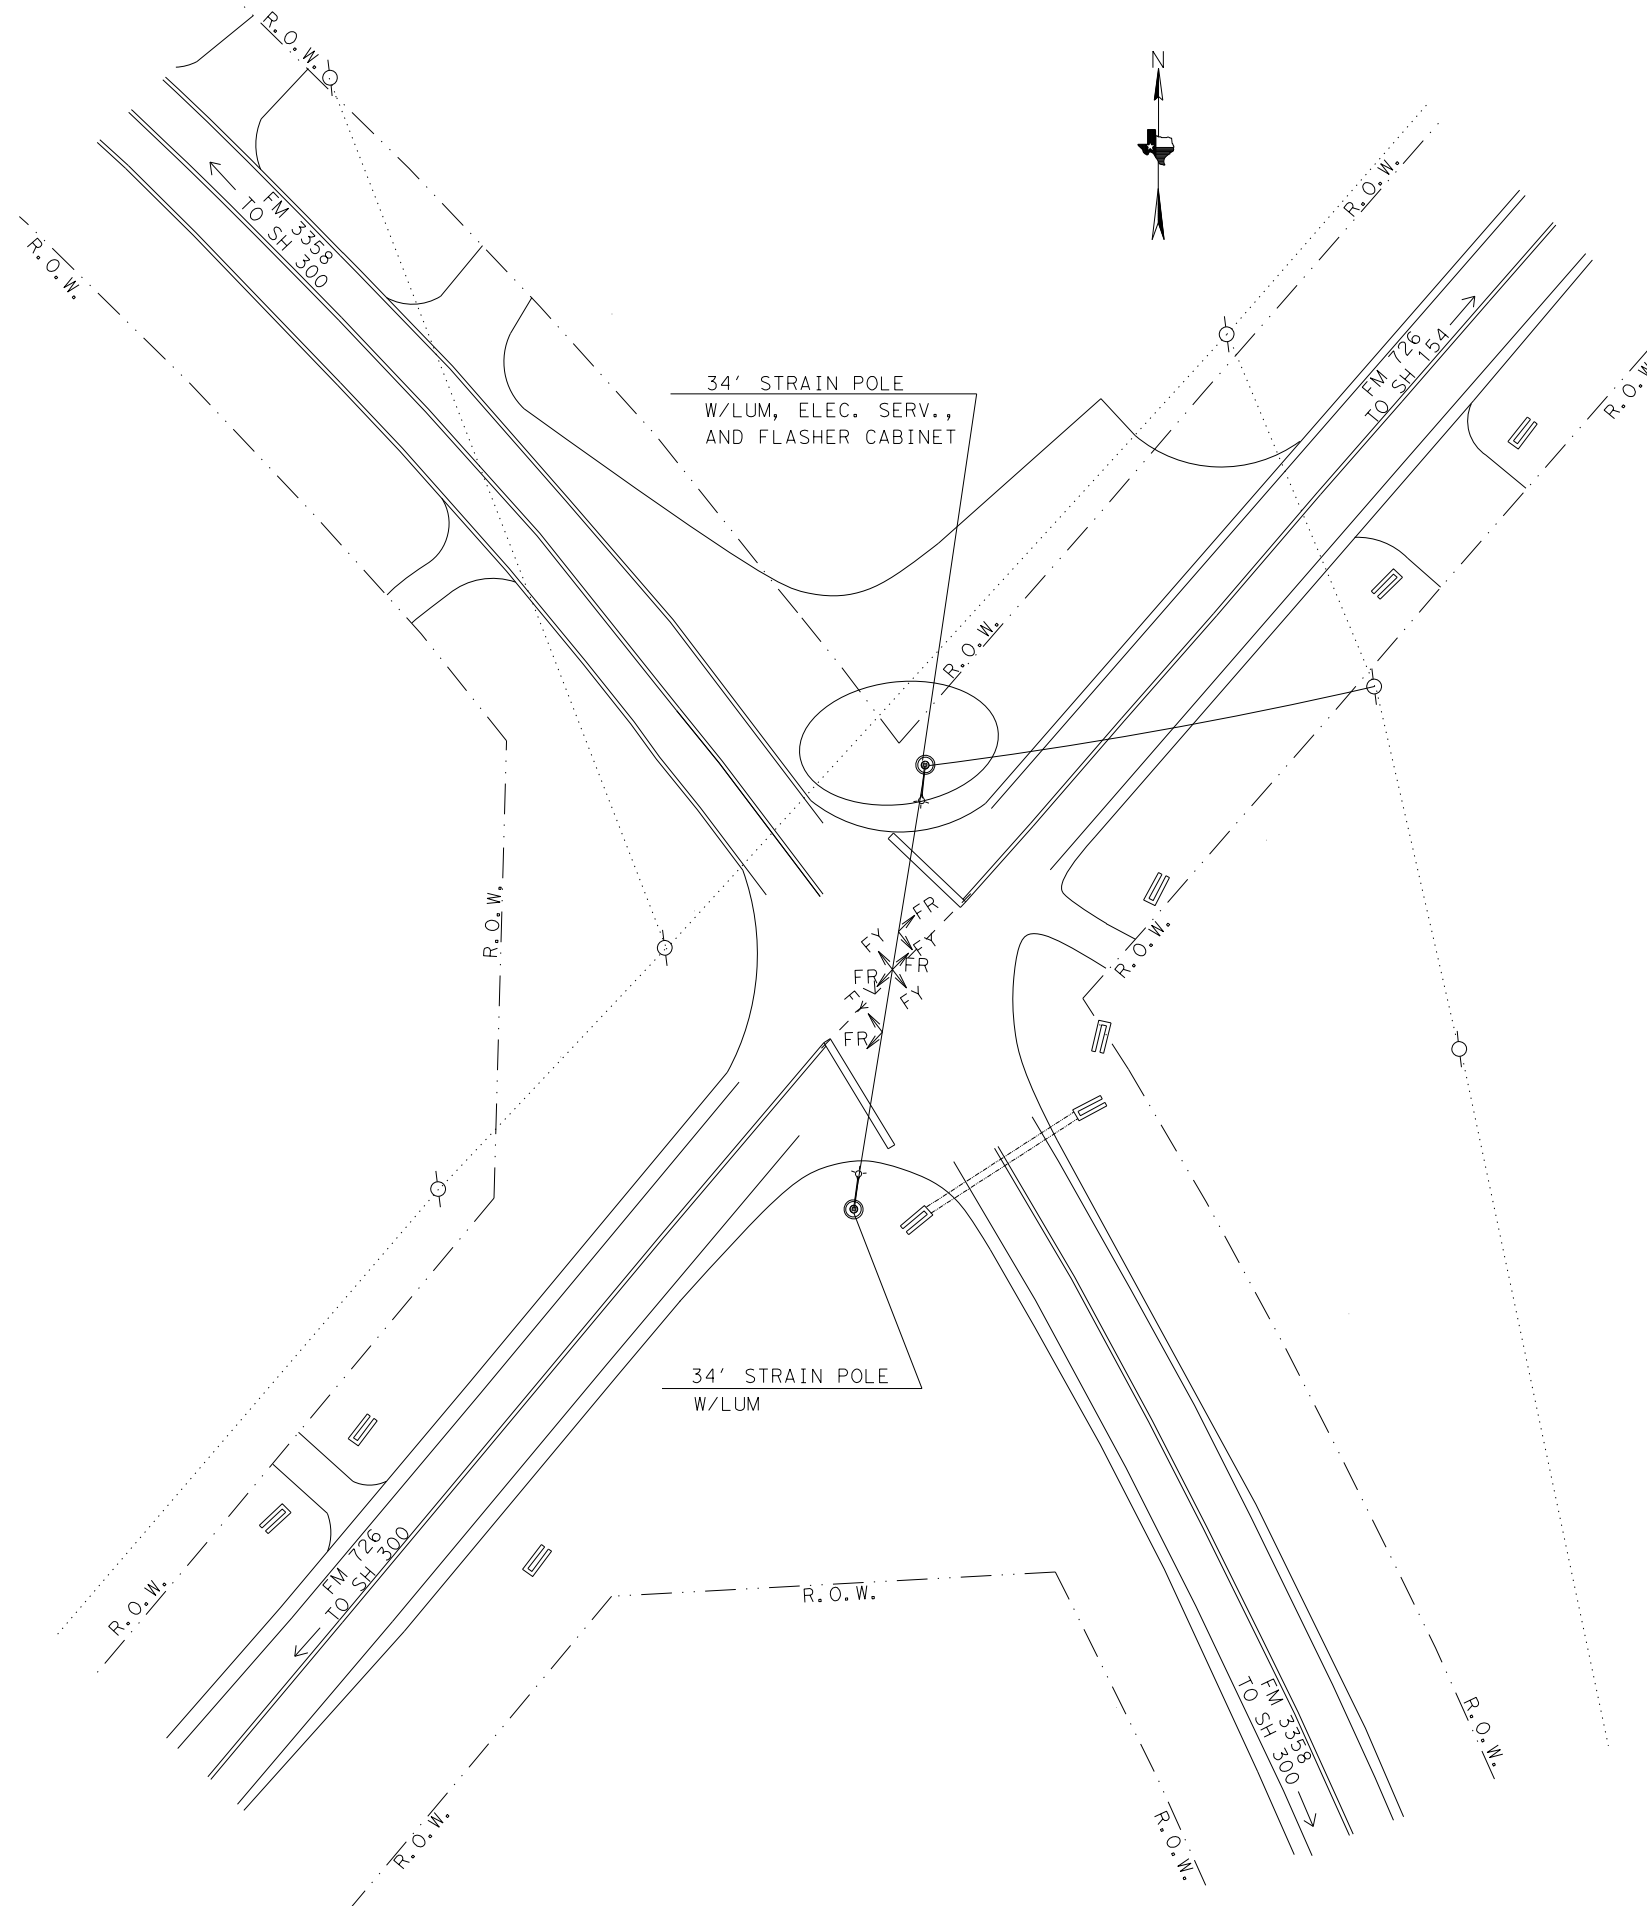 R.O.W.
N
R.O.W.
R.O.W.
FM 3358
TO SH 300
FM 726
TO SH 154
R.O.W.
34' STRAIN POLE
W/LUM, ELEC. SERV.,
AND FLASHER CABINET
R.O.W.
R.O.W.
R.O.W.
FR
FY
FY
FR
FR
FY
FY
FR
34' STRAIN POLE
W/LUM
FM 726
TO SH 300
R.O.W.
R.O.W.
FM 3358
TO SH 300
R.O.W.
R.O.W.
R.O.W.